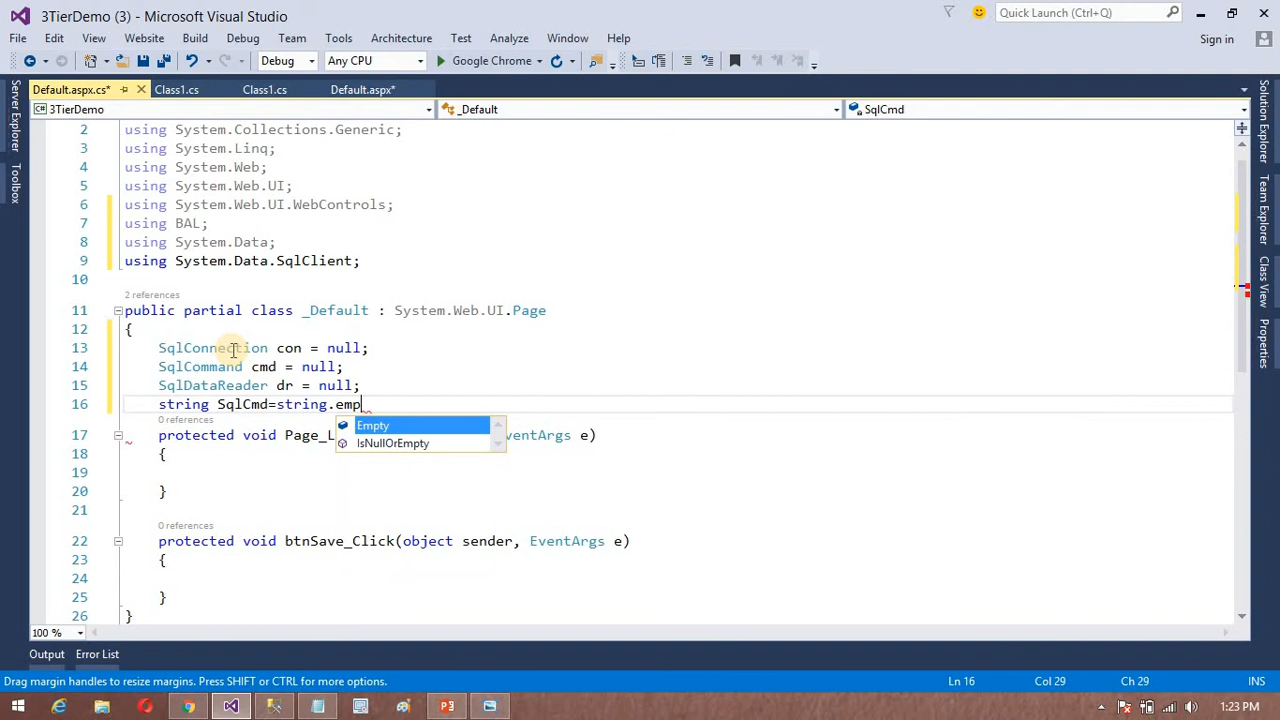 3TierDemo (3) - Microsoft Visual Studio
Quick Launch (Ctrl+Q)
File Edit View Website Build Debug Team Tools Architecture Test Analyze Window Help
Sign in
Debug Any CPU Google Chrome
Default.aspx.cs* Class1.cs Class1.cs Default.aspx*
3TierDemo _Default SqlCmd
2 using System.Collections.Generic;
3 using System.Linq;
4 using System.Web;
5 using System.Web.UI;
6 using System.Web.UI.WebControls;
7 using BAL;
8 using System.Data;
9 using System.Data.SqlClient;
10
2 references
11 public partial class _Default : System.Web.UI.Page
12 {
13 SqlConnection con = null;
14 SqlCommand cmd = null;
15 SqlDataReader dr = null;
16 string SqlCmd=string.emp
0 references
Empty
17 protected void Page_L ventArgs e)
IsNullOrEmpty
18 {
19
20 }
21
0 references
22 protected void btnSave_Click(object sender, EventArgs e)
23 {
24
25 }
26 }
100 %
Output Error List
Drag margin handles to resize margins. Press SHIFT or CTRL for more options.
Ln 16 Col 29 Ch 29 INS
1:23 PM
Server Explorer
Toolbox
Solution Explorer
Team Explorer
Class View
Properties